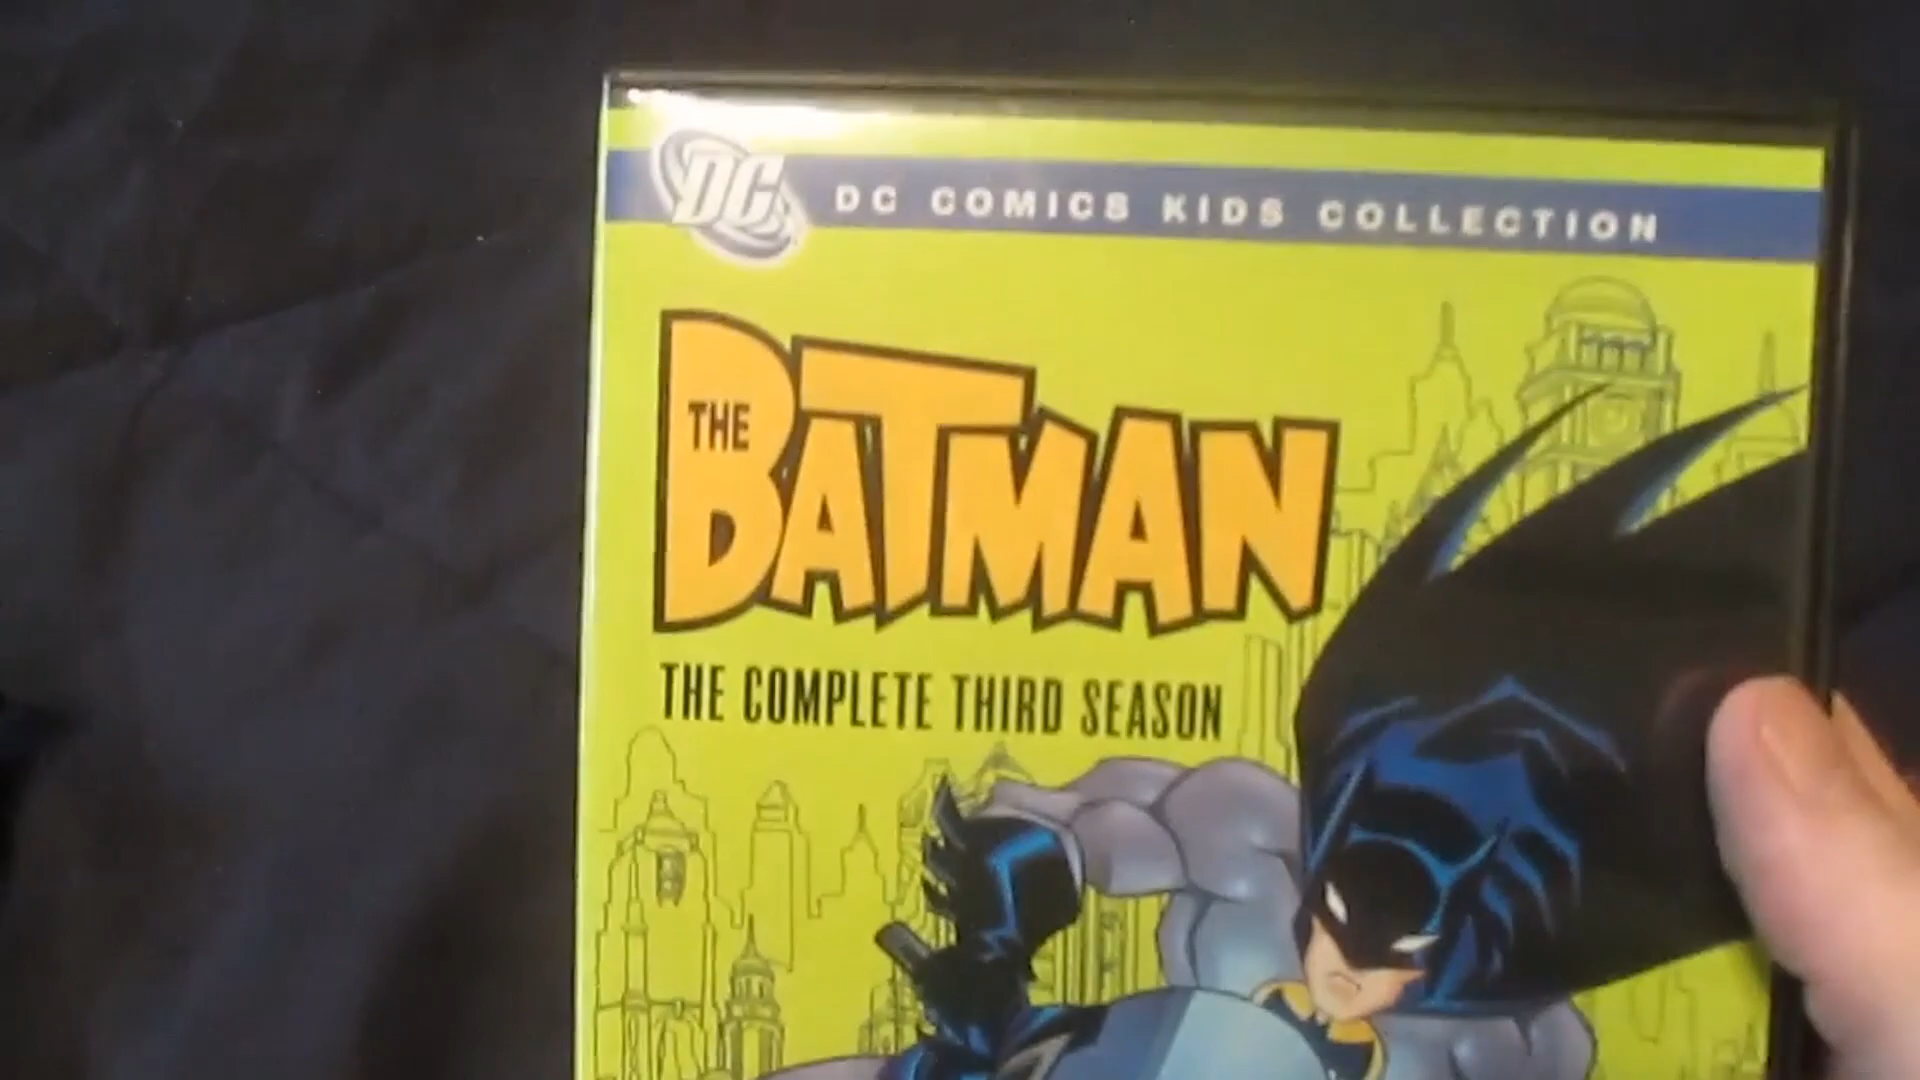 DC
DC COMICS KIDS COLLECTION
THE
BATMAN
THE COMPLETE THIRD SEASON